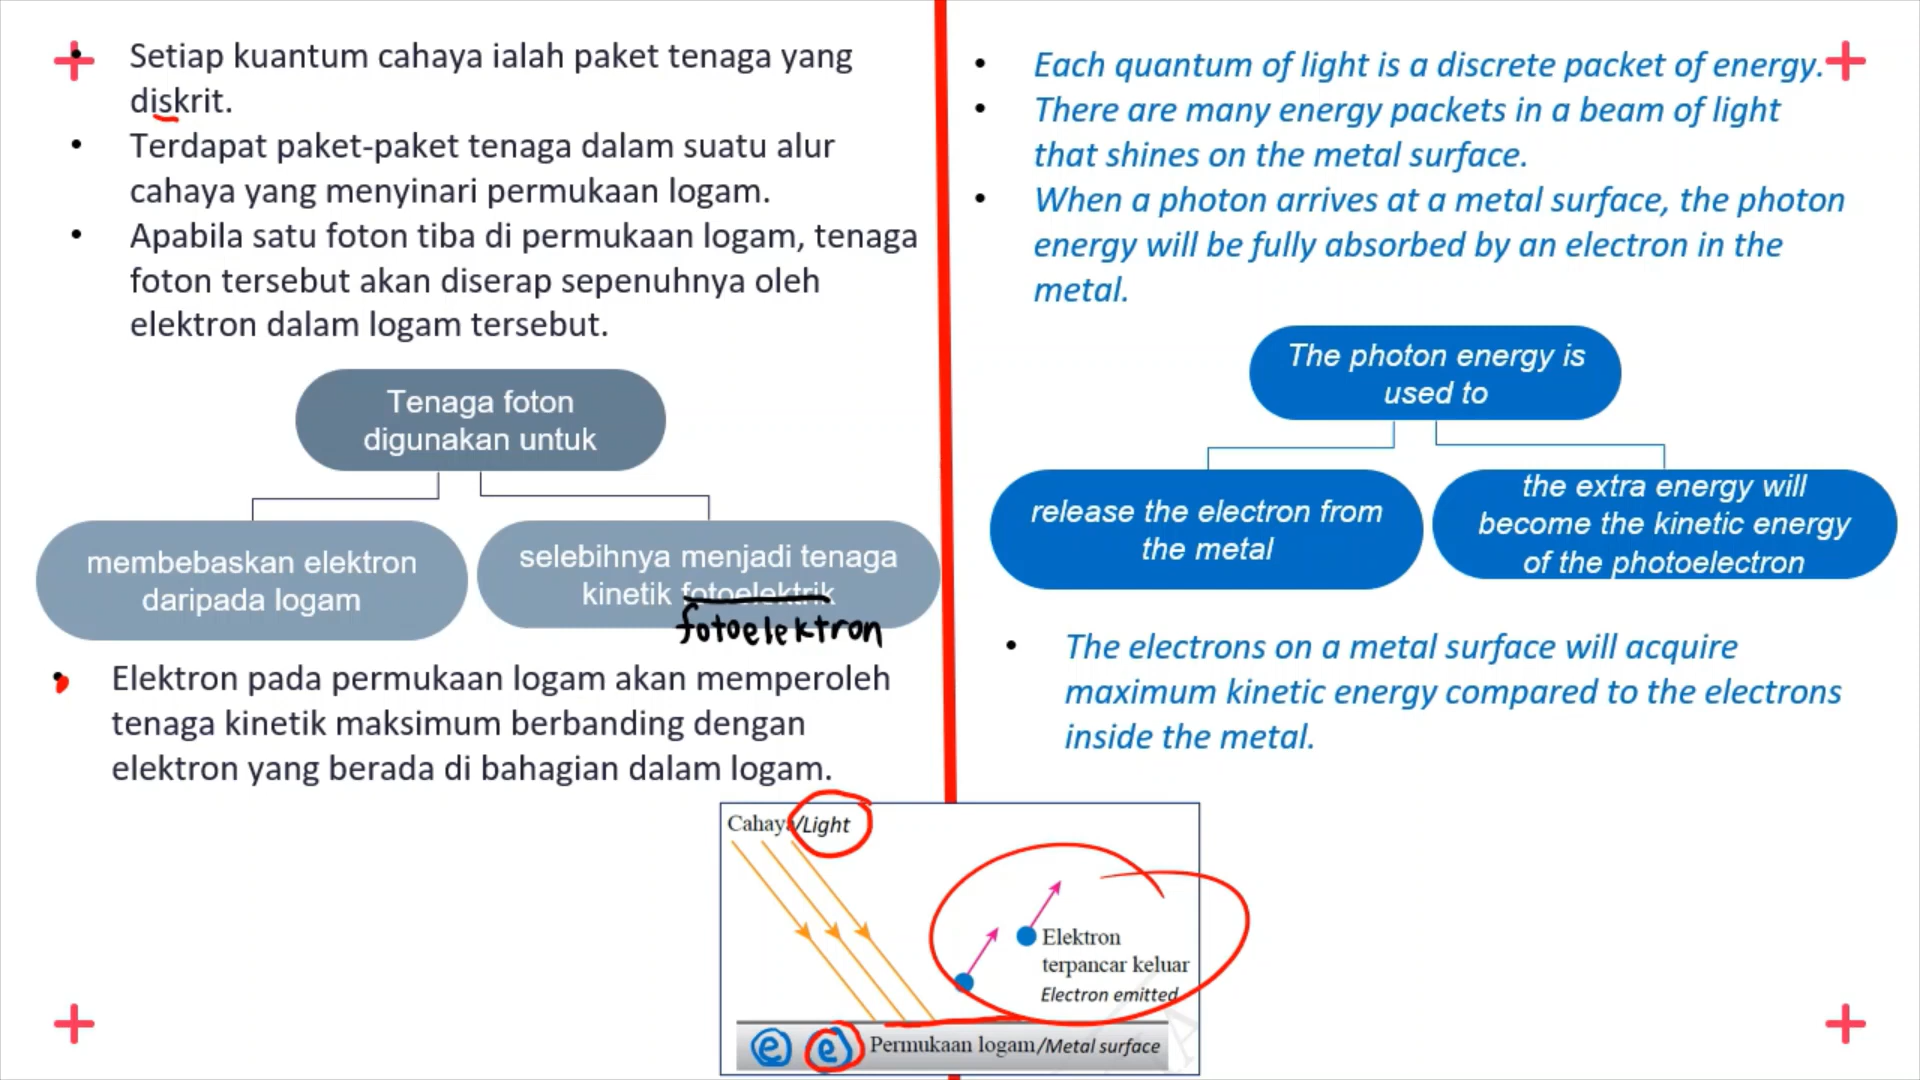 Setiap kuantum cahaya ialah paket tenaga yang
diskrit.
Terdapat paket-paket tenaga dalam suatu alur
cahaya yang menyinari permukaan logam.
Apabila satu foton tiba di permukaan logam, tenaga
foton tersebut akan diserap sepenuhnya oleh
elektron dalam logam tersebut.
Tenaga foton
digunakan untuk
membebaskan elektron
daripada logam
selebihnya menjadi tenaga
kinetik fotoelektrik
fotoelektron
Elektron pada permukaan logam akan memperoleh
tenaga kinetik maksimum berbanding dengan
elektron yang berada di bahagian dalam logam.
Each quantum of light is a discrete packet of energy.
There are many energy packets in a beam of light
that shines on the metal surface.
When a photon arrives at a metal surface, the photon
energy will be fully absorbed by an electron in the
metal.
The photon energy is
used to
release the electron from
the metal
the extra energy will
become the kinetic energy
of the photoelectron
The electrons on a metal surface will acquire
maximum kinetic energy compared to the electrons
inside the metal.
Cahaya/Light
Elektron
terpancar keluar
Electron emitted
e e Permukaan logam/Metal surface